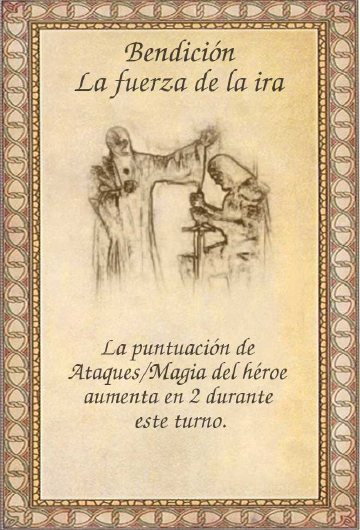 Bendición
La fuerza de la ira
La puntuación de
Ataques/Magia del héroe
aumenta en 2 durante
este turno.